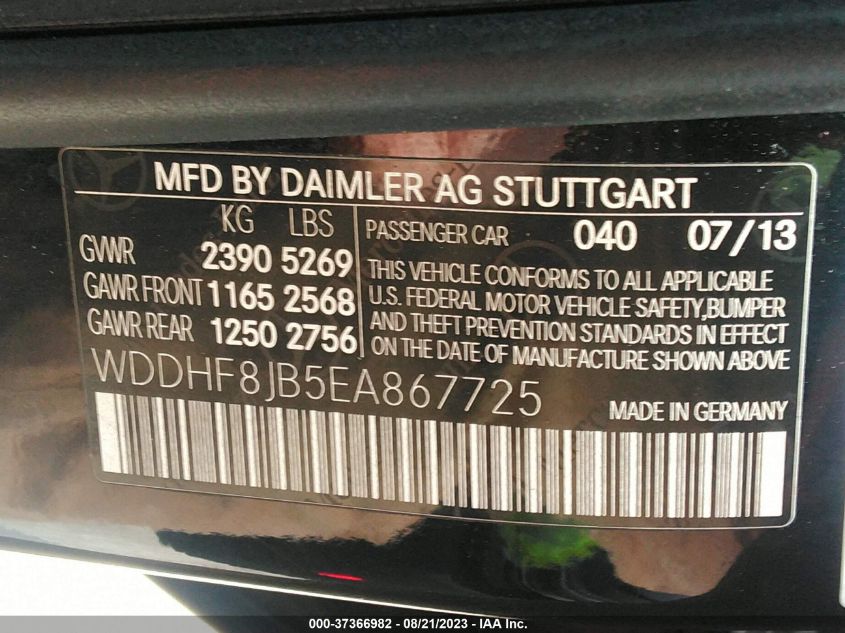 MFD BY DAIMLER AG STUTTGART
KG LBS
GVWR 2390 5269
GAWR FRONT 1165 2568
GAWR REAR 1250 2756
PASSENGER CAR 040 07/13
THIS VEHICLE CONFORMS TO ALL APPLICABLE
U.S. FEDERAL MOTOR VEHICLE SAFETY,BUMPER
AND THEFT PREVENTION STANDARDS IN EFFECT
ON THE DATE OF MANUFACTURE SHOWN ABOVE
WDDHF8JB5EA867725
MADE IN GERMANY
000-37366982 / 08/21/2023 - IAA Inc.